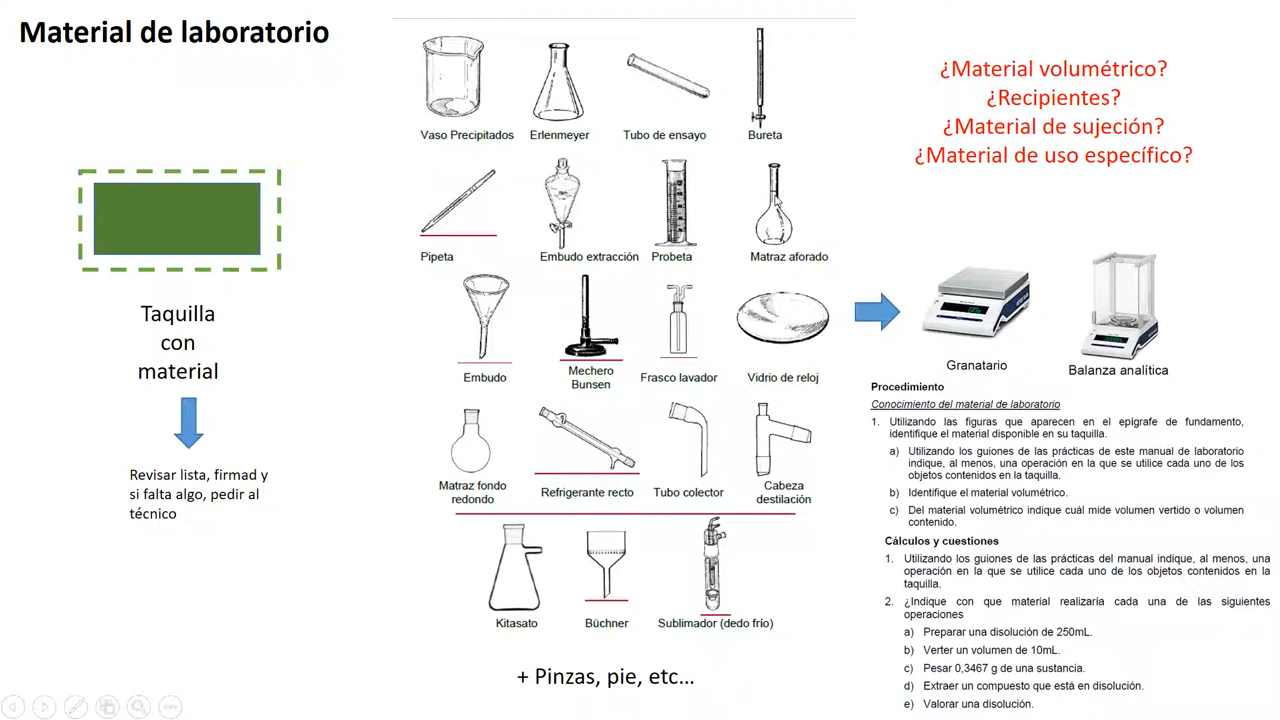 Material de laboratorio
Taquilla
con
material
Revisar lista, firmad y
si falta algo, pedir al
técnico
Vaso Precipitados
Erlenmeyer
Tubo de ensayo
Bureta
Pipeta
Embudo extracción
Probeta
Matraz aforado
Embudo
Mechero
Bunsen
Frasco lavador
Vidrio de reloj
Matraz fondo
redondo
Refrigerante recto
Tubo colector
Cabeza
destilación
Kitasato
Büchner
Sublimador (dedo frío)
+ Pinzas, pie, etc...
¿Material volumétrico?
¿Recipientes?
¿Material de sujeción?
¿Material de uso específico?
Granatario
Balanza analítica
Procedimiento
Conocimiento del material de laboratorio
1. Utilizando las figuras que aparecen en el epígrafe de fundamento,
identifique el material disponible en su taquilla.
a) Utilizando los guiones de las prácticas de este manual de laboratorio
indique, al menos, una operación en la que se utilice cada uno de los
objetos contenidos en la taquilla.
b) Identifique el material volumétrico.
c) Del material volumétrico indique cuál mide volumen vertido o volumen
contenido.
Cálculos y cuestiones
1. Utilizando los guiones de las prácticas del manual indique, al menos, una
operación en la que se utilice cada uno de los objetos contenidos en la
taquilla.
2. ¿Indique con que material realizaría cada una de las siguientes
operaciones
a) Preparar una disolución de 250mL.
b) Verter un volumen de 10mL.
c) Pesar 0,3467 g de una sustancia.
d) Extraer un compuesto que está en disolución.
e) Valorar una disolución.